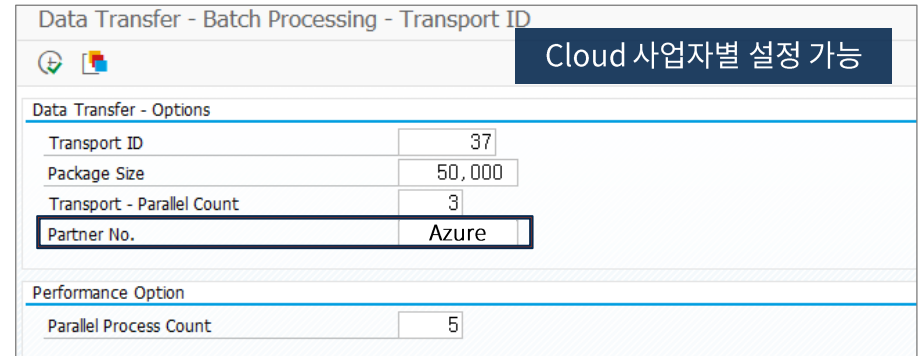 Data Transfer - Batch Processing - Transport ID
Cloud 사업자별 설정 가능
Data Transfer - Options
Transport ID 37
Package Size 50,000
Transport - Parallel Count 3
Partner No. Azure
Performance Option
Parallel Process Count 5